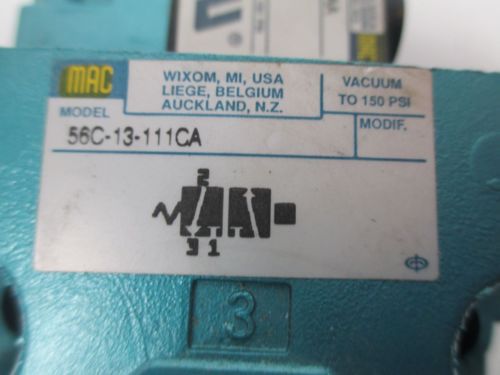 MAC
WIXOM, MI, USA
LIEGE, BELGIUM
AUCKLAND, N.Z.
VACUUM
TO 150 PSI
MODEL
MODIF.
56C-13-111CA
2
3 1
3